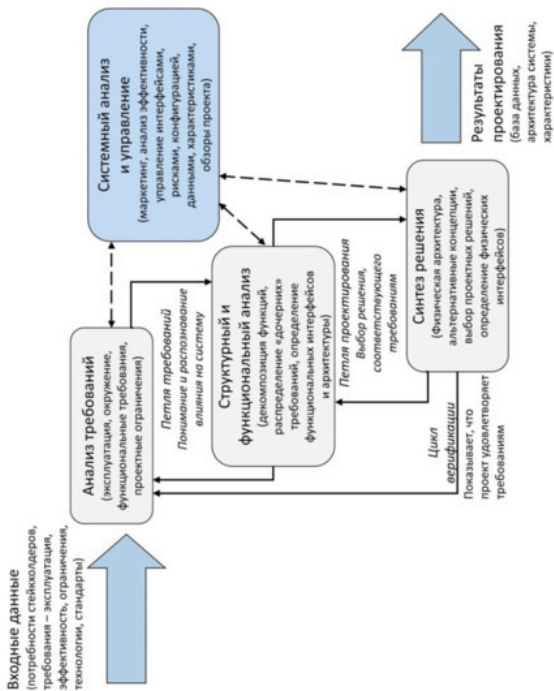 Входные данные
(потребности стейкхолдеров,
требования – эксплуатация,
эффективность, ограничения,
технологии, стандарты)
Анализ требований
(эксплуатация, окружение,
функциональные требования,
проектные ограничения)
Системный анализ
и управление
(маркетинг, анализ эффективности,
управление интерфейсами,
рисками, конфигурацией,
данными, характеристиками,
обзоры проекта)
Петля требований
Понимание и распознавание
влияния на систему
Структурный и
функциональный анализ
(декомпозиция функций,
распределение «дочерних»
требований, определение
функциональных интерфейсов
и архитектуры)
Петля проектирования
Выбор решения,
соответствующего
требованиям
Цикл
верификации
Показывает, что
проект удовлетворяет
требованиям
Синтез решения
(Физическая архитектура,
альтернативные концепции,
выбор проектных решений,
определение физических
интерфейсов)
Результаты
проектирования
(база данных,
архитектура системы,
характеристики)